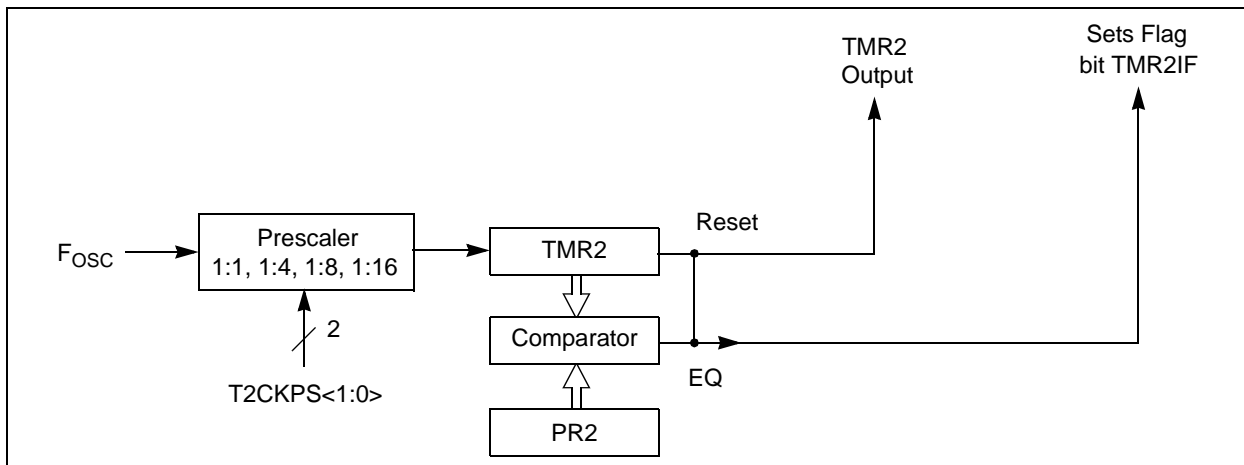 TMR2
Output
Sets Flag
bit TMR2IF
Reset
FOSC
Prescaler
1:1, 1:4, 1:8, 1:16
TMR2
2
Comparator
EQ
T2CKPS<1:0>
PR2